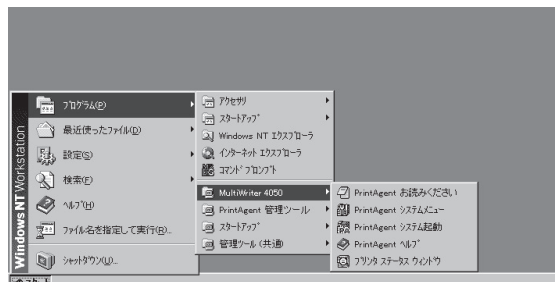 プログラム(P)
最近使ったファイル(D)
設定(S)
検索(F)
ヘルプ(H)
ファイル名を指定して実行(R)...
シャットダウン(U)...
Windows NT Workstation
アクセサリ
スタートアップ
Windows NT エクスプローラ
インターネット エクスプローラ
コマンド プロンプト
MultiWriter 4050
PrintAgent 管理ツール
スタートアップ
管理ツール (共通)
PrintAgent お読みください
PrintAgent システムメニュー
PrintAgent システム起動
PrintAgent ヘルプ
プリンタ ステータス ウィンドウ